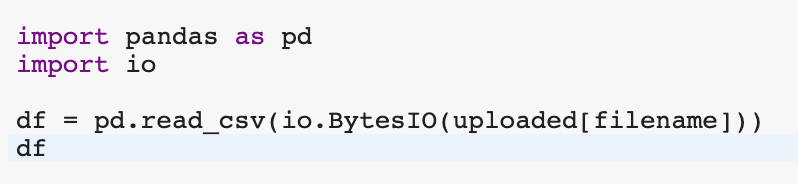 import pandas as pd
import io
df = pd.read_csv(io.BytesIO(uploaded[filename]))
df